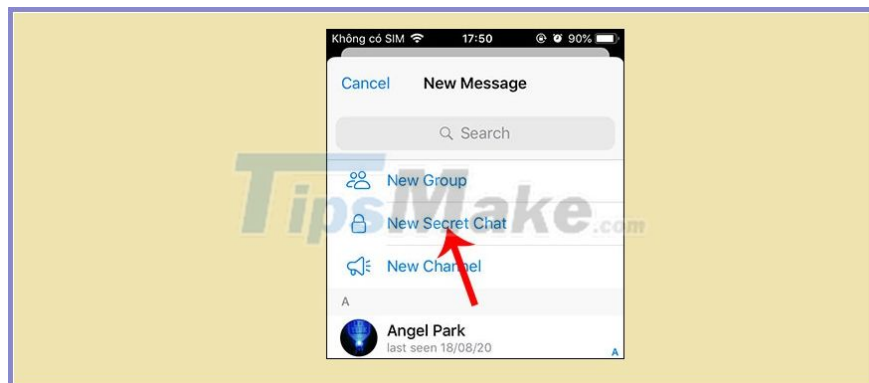 Không có SIM 17:50 90%
Cancel New Message
Search
New Group
TipsMake.com
New Secret Chat
New Channel
A
Angel Park
last seen 18/08/20
A